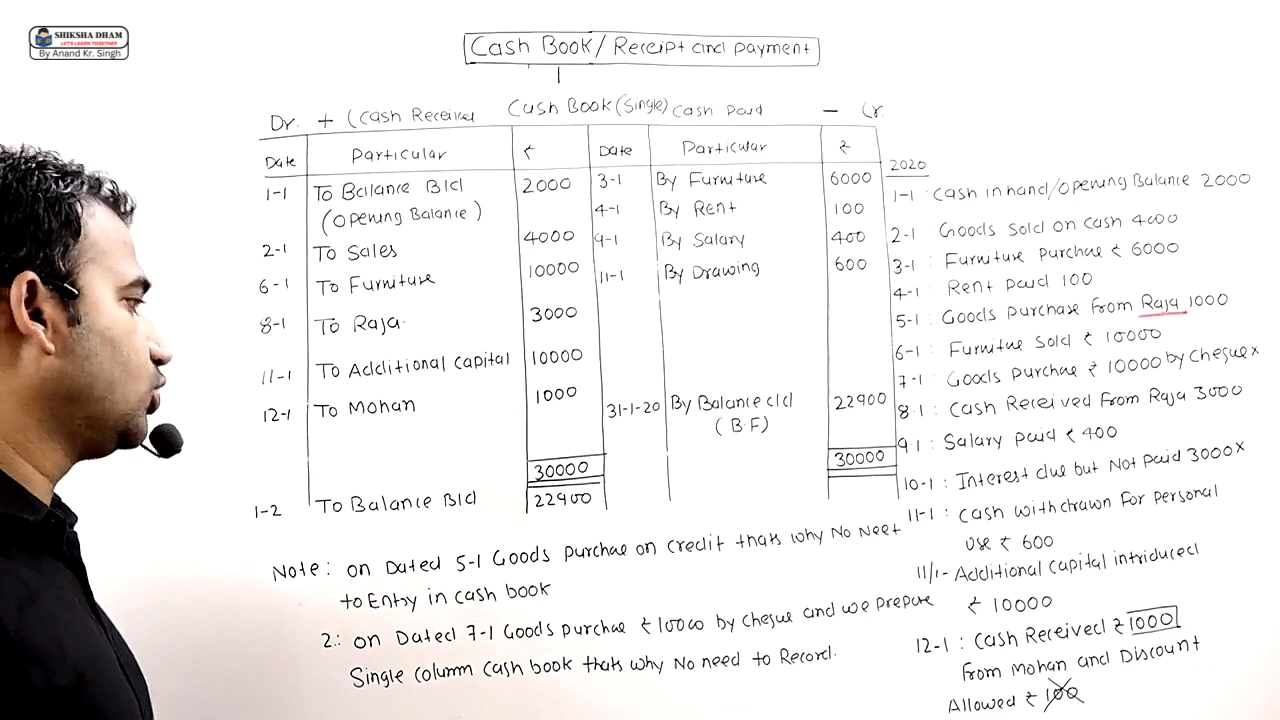 SHIKSHA DHAM
LET'S LEARN TOGETHER
By Anand Kr. Singh
Cash Book/Receipt and payment
Dr. + (Cash Received Cash Book (Single) Cash Paid - Cr.
Date Particular ₹ Date Particular ₹
1-1 To Balance B/d 2000 3-1 By Furniture 6000
(Opening Balance) 4-1 By Rent 100
2-1 To Sales 4000 9-1 By Salary 400
6-1 To Furniture 10000 11-1 By Drawing 600
8-1 To Raja 3000
11-1 To Additional Capital 10000
12-1 To Mohan 1000 31-1-20 By Balance c/d 22900
(B.F)
30000 30000
1-2 To Balance B/d 22900
2020
1-1 : Cash in hand/Opening Balance 2000
2-1 Goods Sold on cash 4000
3-1 : Furniture Purchae ₹ 6000
4-1 : Rent Paid 100
5-1 : Goods Purchase from Raja 1000
6-1 : Furnitue Sold ₹ 10000
7-1 : Goods Purchae ₹ 10000 by Cheque x
8-1 : Cash Received From Raja 3000
9-1 : Salary Paid ₹ 400
10-1 : Interest due but Not Paid 3000 x
11-1 : Cash withdrawn For Personal
use ₹ 600
11/1- Additional Capital intriduced
₹ 10000
12-1 : Cash Received ₹ 1000
from Mohan and Discount
Allowed ₹ 100
Note : on Dated 5-1 Goods Purchae on Credit thats why No Neet
to Entry in cash book
2.: on Dated 7-1 Goods Purchae ₹ 10000 by cheque and we prepare
Single column cash book thats why No need to Record.